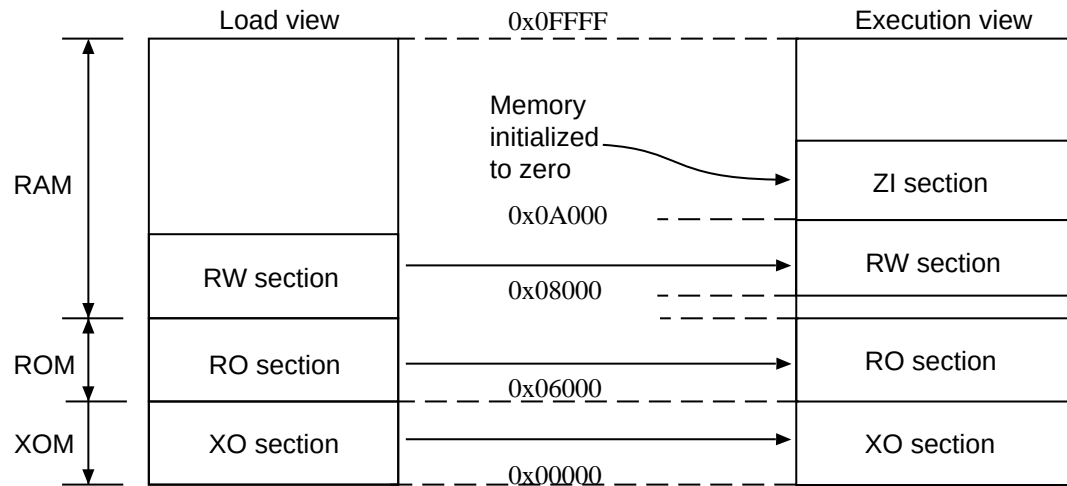 Load view
0x0FFFF
Execution view
Memory
initialized
to zero
RAM
ZI section
0x0A000
RW section
RW section
0x08000
ROM
RO section
RO section
0x06000
XOM
XO section
XO section
0x00000